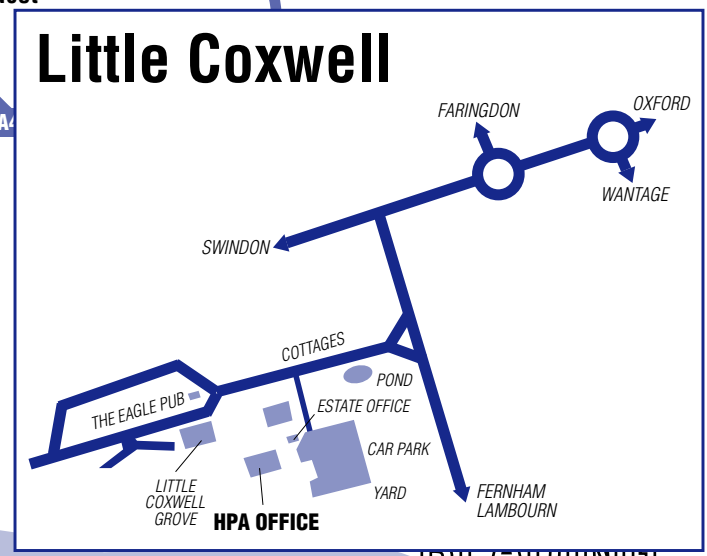 Little Coxwell
FARINGDON
OXFORD
WANTAGE
SWINDON
COTTAGES
POND
THE EAGLE PUB
ESTATE OFFICE
CAR PARK
YARD
LITTLE
COXWELL
GROVE
HPA OFFICE
FERNHAM
LAMBOURN